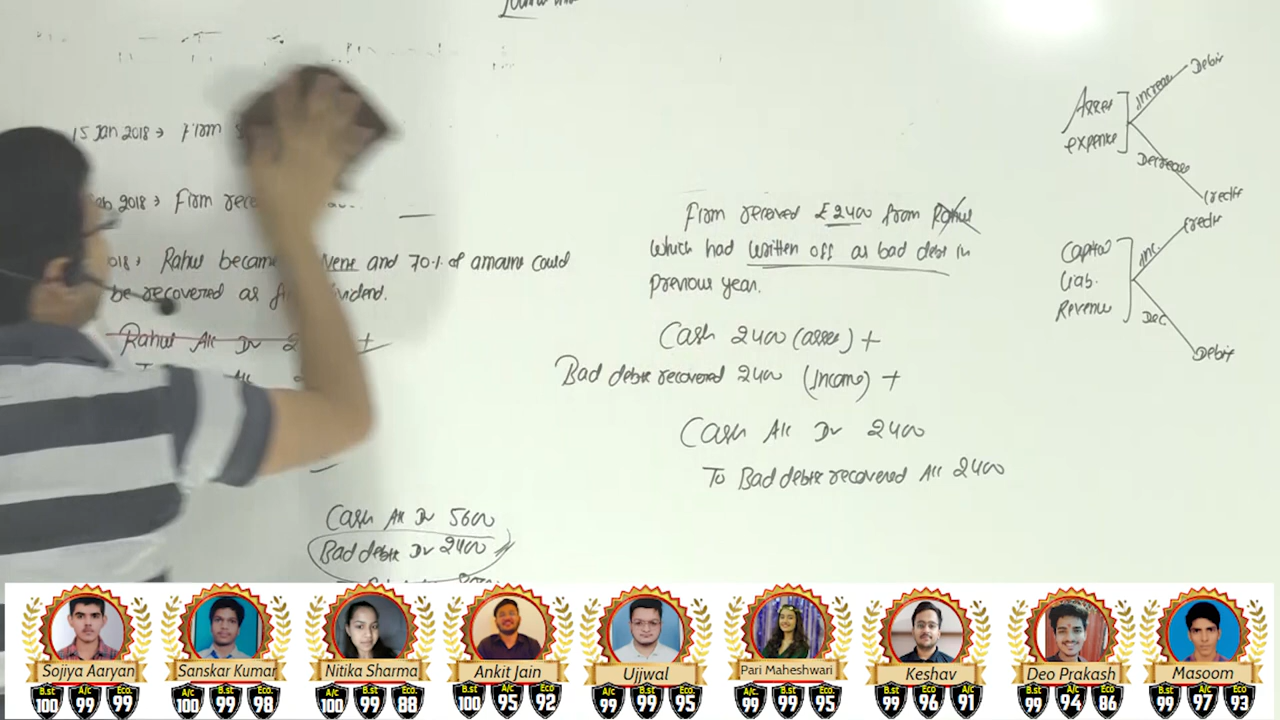 15 Jan 2018 → Firm
2018 → Firm rece
2018 → Rahul became and 70% of amount could
be recovered as dividend.
Rahul A/c Dr 2 +
Cash A/c Dr 5600
Bad debts Dr 2400
Firm received ₤2400 from Rahul
which had written off as bad debt in
previous year.
Cash 2400 (asset) +
Bad debts recovered 2400 (Income) +
Cash A/c Dr 2400
To Bad debts recovered A/c 2400
Asset
expense
Increase
Debit
Decrease
Credit
Capital
Liab.
Revenue
Inc.
Credit
Dec
Debit
Sojiya Aaryan
B.st A/c Eco.
100 99 99
Sanskar Kumar
B.st A/c Eco.
100 99 98
Nitika Sharma
B.st A/c Eco.
100 99 88
Ankit Jain
B.st A/c Eco
100 95 92
Ujjwal
B.st A/c Eco.
99 99 95
Pari Maheshwari
B.st A/c Eco.
99 99 95
Keshav
B.st A/c Eco.
99 96 91
Deo Prakash
B.st A/c Eco.
99 94 86
Masoom
B.st A/c Eco.
99 97 93